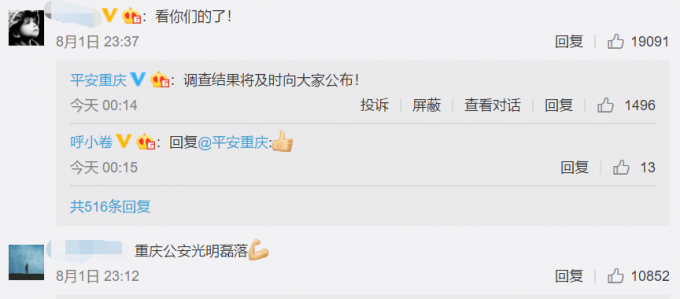 ：看你们的了！
8月1日 23:37 回复 19091
平安重庆：调查结果将及时向大家公布！
今天 00:14 投诉 屏蔽 查看对话 回复 1496
呼小卷：回复@平安重庆:
今天 00:15 回复 13
共516条回复
重庆公安光明磊落
8月1日 23:12 回复 10852